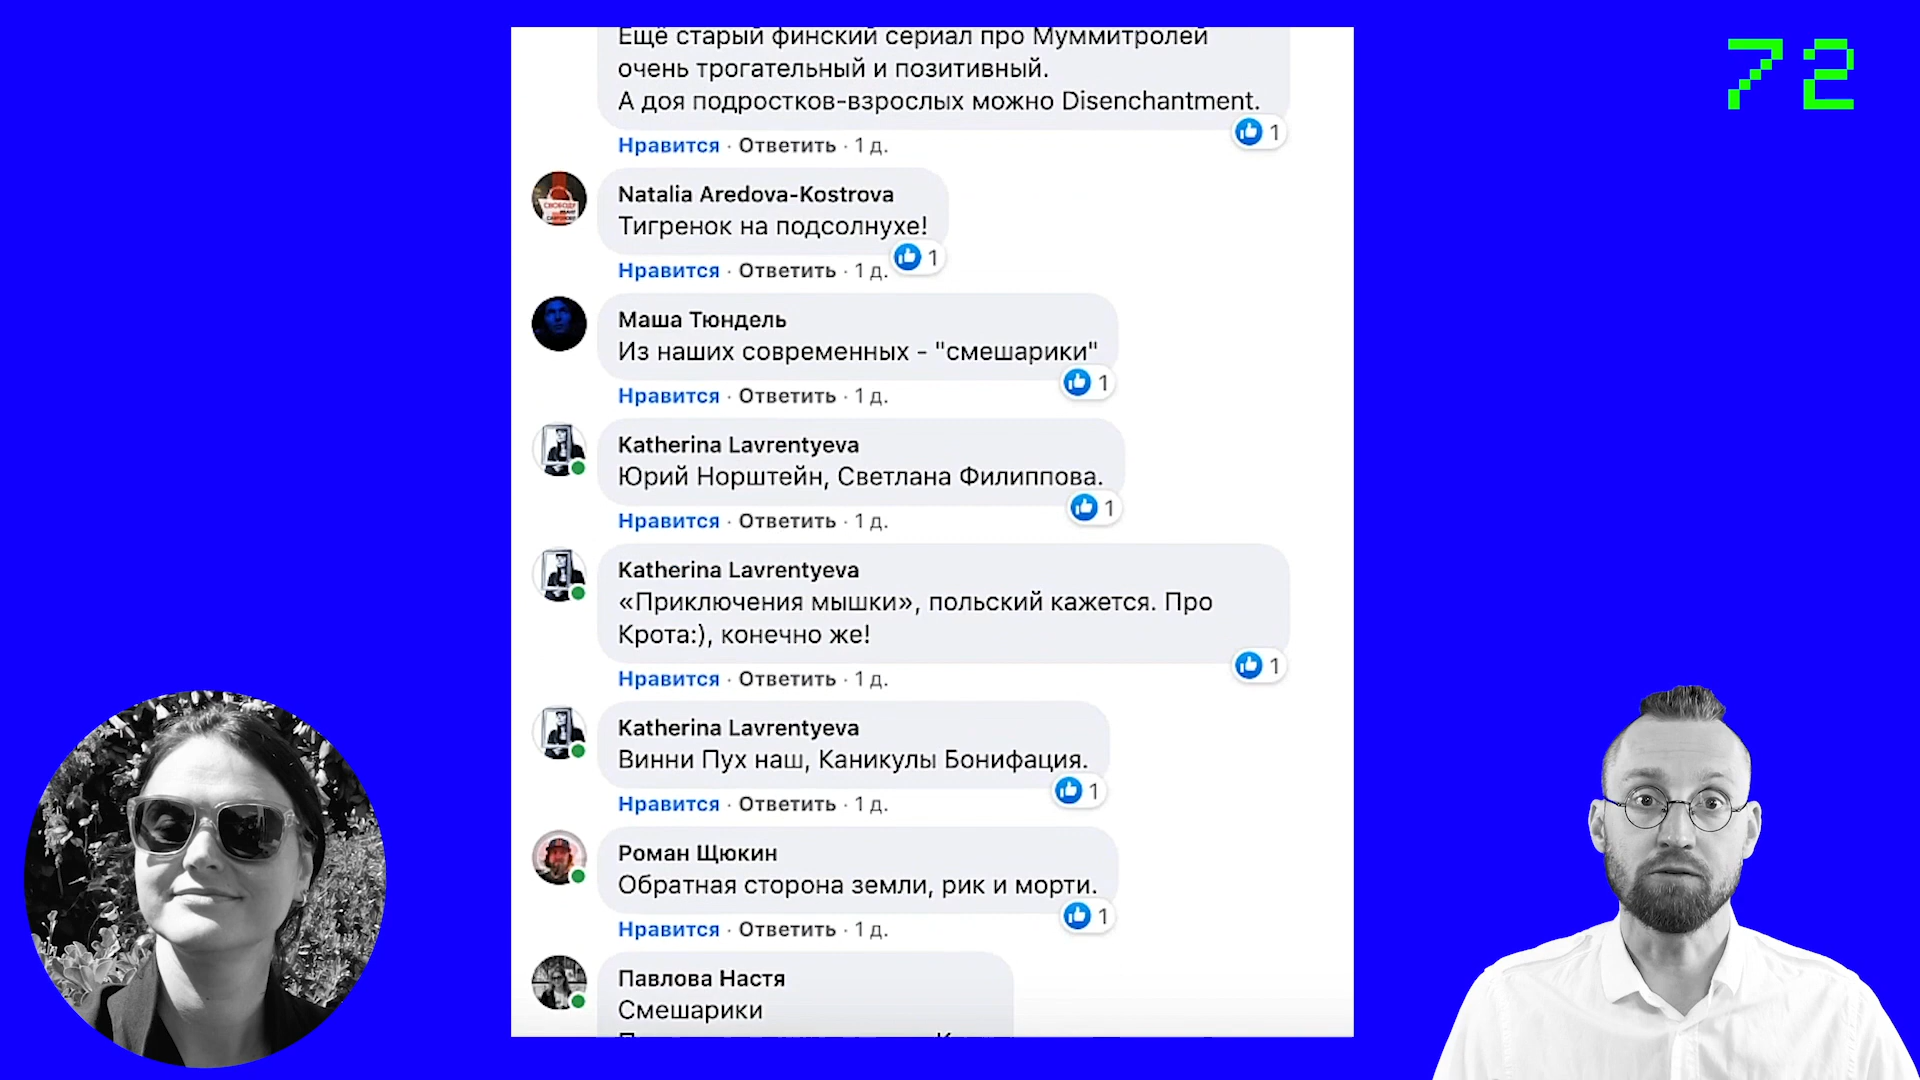 Ещё старый финский сериал про Муммитролей
очень трогательный и позитивный.
А доя подростков-взрослых можно Disenchantment.
1
Нравится · Ответить · 1 д.
Natalia Aredova-Kostrova
Тигренок на подсолнухе!
1
Нравится · Ответить · 1 д.
Маша Тюндель
Из наших современных - "смешарики"
1
Нравится · Ответить · 1 д.
Katherina Lavrentyeva
Юрий Норштейн, Светлана Филиппова.
1
Нравится · Ответить · 1 д.
Katherina Lavrentyeva
«Приключения мышки», польский кажется. Про
Крота:), конечно же!
1
Нравится · Ответить · 1 д.
Katherina Lavrentyeva
Винни Пух наш, Каникулы Бонифация.
1
Нравится · Ответить · 1 д.
Роман Щюкин
Обратная сторона земли, рик и морти.
1
Нравится · Ответить · 1 д.
Павлова Настя
Смешарики
72